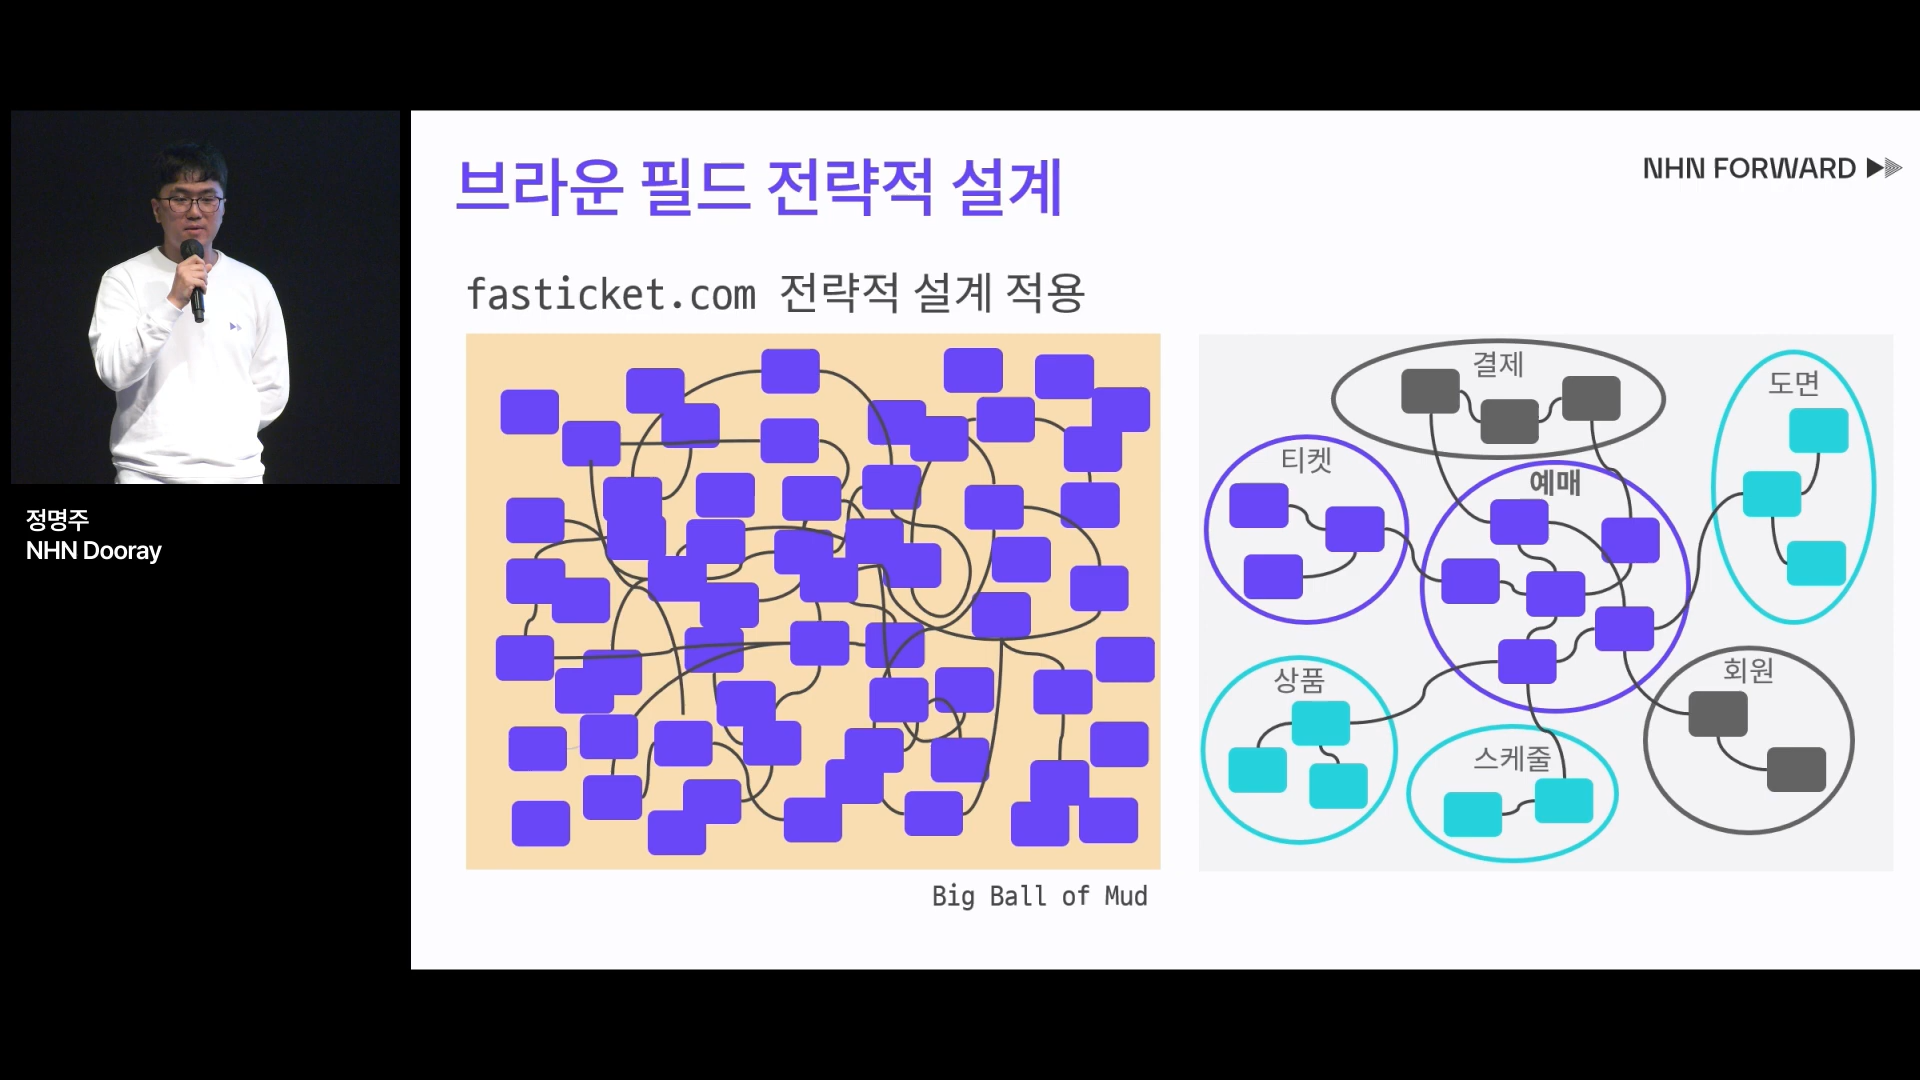 브라운 필드 전략적 설계
NHN FORWARD
fasticket.com 전략적 설계 적용
결제
도면
티켓
예매
상품
회원
스케줄
Big Ball of Mud
정명주
NHN Dooray